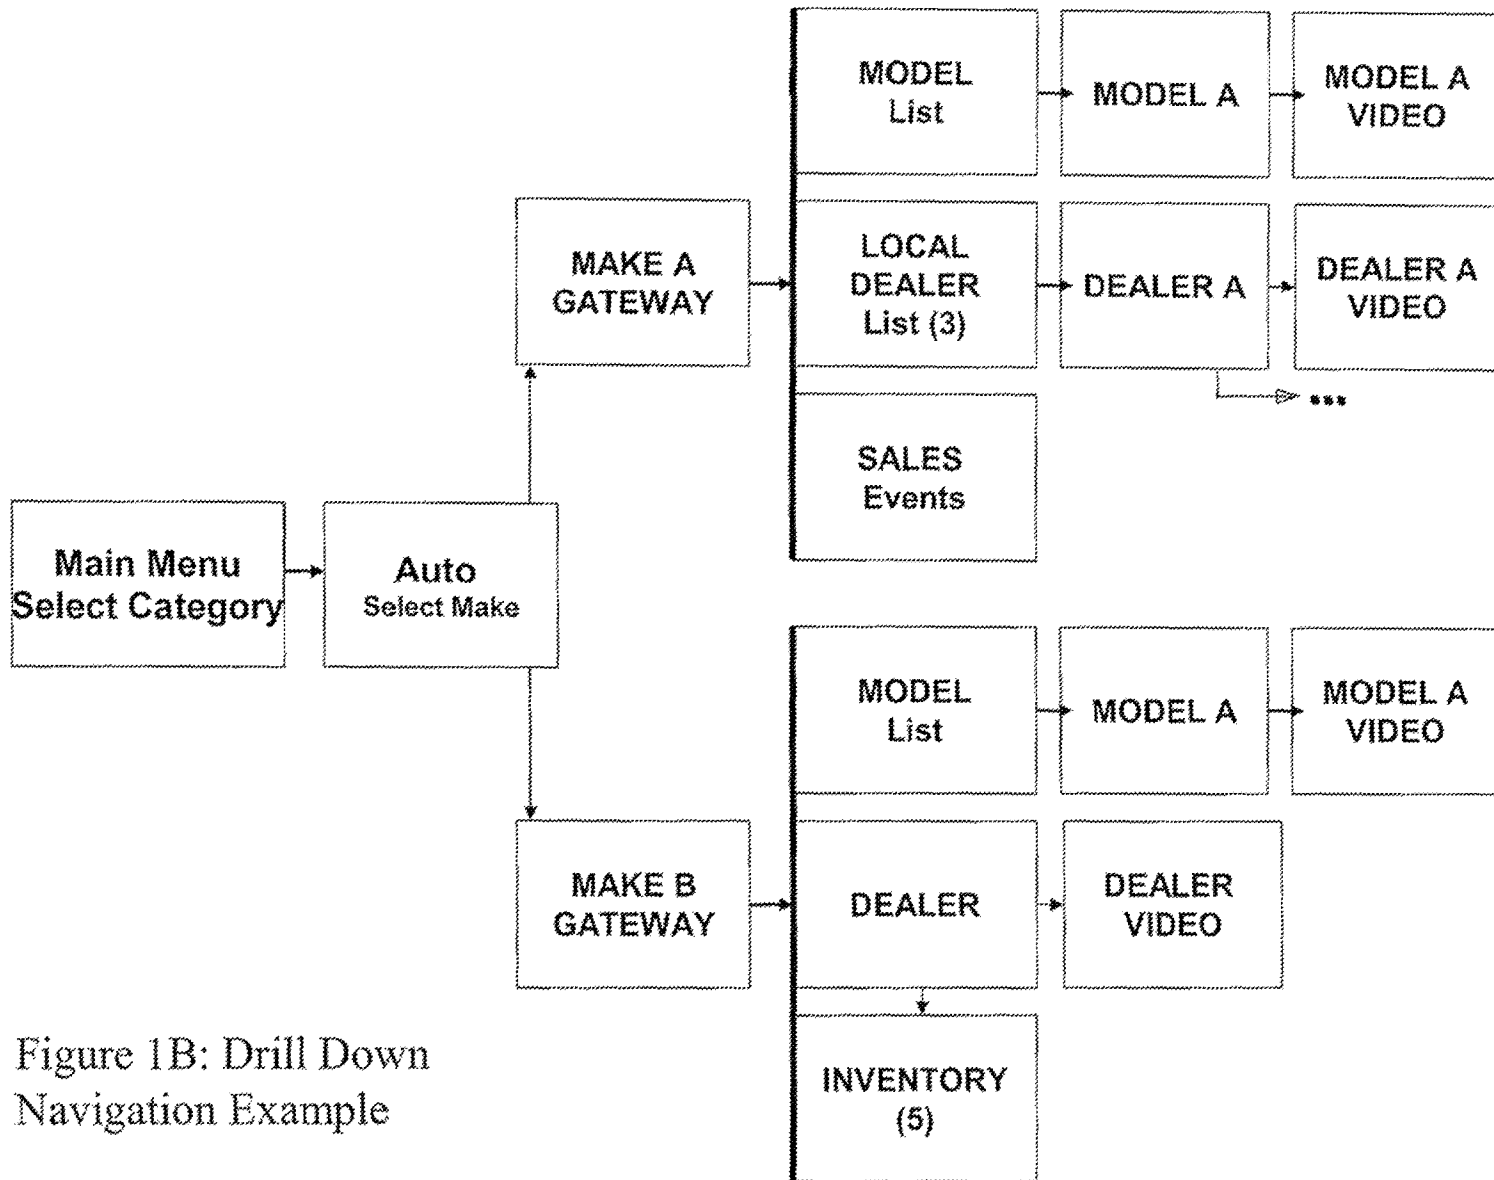 MODEL
List
MODEL A
MODEL A
VIDEO
MAKE A
GATEWAY
LOCAL
DEALER
List (3)
DEALER A
DEALER A
VIDEO
...
SALES
Events
Main Menu
Select Category
Auto
Select Make
MODEL
List
MODEL A
MODEL A
VIDEO
MAKE B
GATEWAY
DEALER
DEALER
VIDEO
INVENTORY
(5)
Figure 1B: Drill Down
Navigation Example